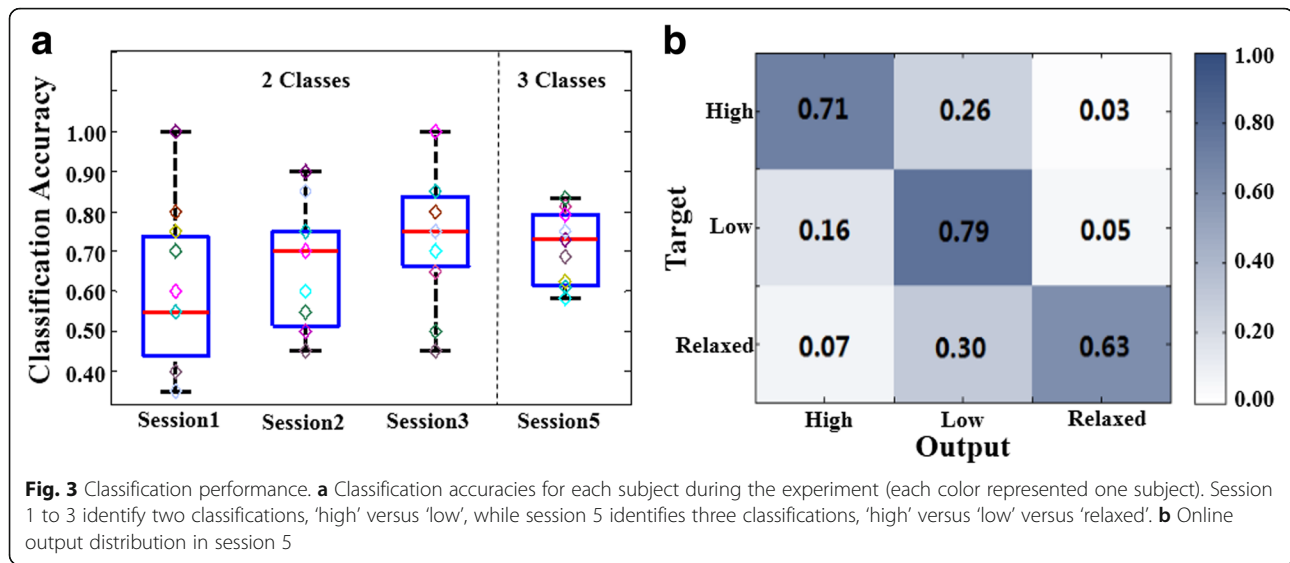 a
2 Classes
3 Classes
Classification Accuracy
1.00
0.90
0.80
0.70
0.60
0.50
0.40
Session1
Session2
Session3
Session5
b
Target
High
0.71
0.26
0.03
Low
0.16
0.79
0.05
Relaxed
0.07
0.30
0.63
High
Low
Relaxed
Output
1.00
0.80
0.60
0.40
0.20
0.00
Fig. 3 Classification performance. a Classification accuracies for each subject during the experiment (each color represented one subject). Session
1 to 3 identify two classifications, ‘high’ versus ‘low’, while session 5 identifies three classifications, ‘high’ versus ‘low’ versus ‘relaxed’. b Online
output distribution in session 5